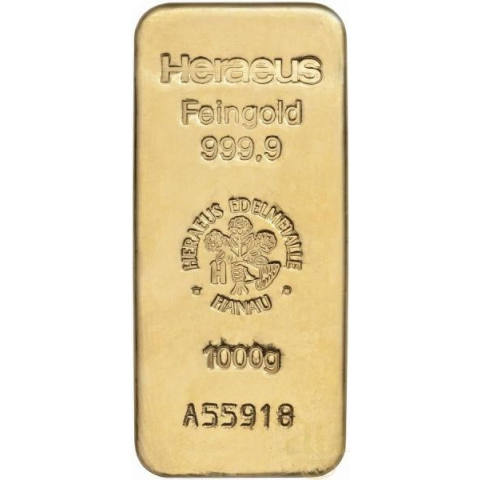 Heraeus
Feingold
999,9
HERAEUS EDELMETALLE
H
HANAU
1000g
A55918